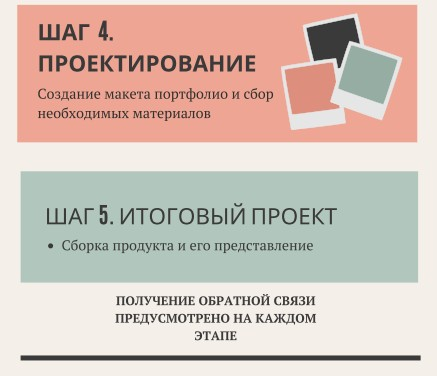 ШАГ 4.
ПРОЕКТИРОВАНИЕ
Создание макета портфолио и сбор
необходимых материалов
ШАГ 5. ИТОГОВЫЙ ПРОЕКТ
• Сборка продукта и его представление
ПОЛУЧЕНИЕ ОБРАТНОЙ СВЯЗИ
ПРЕДУСМОТРЕНО НА КАЖДОМ
ЭТАПЕ